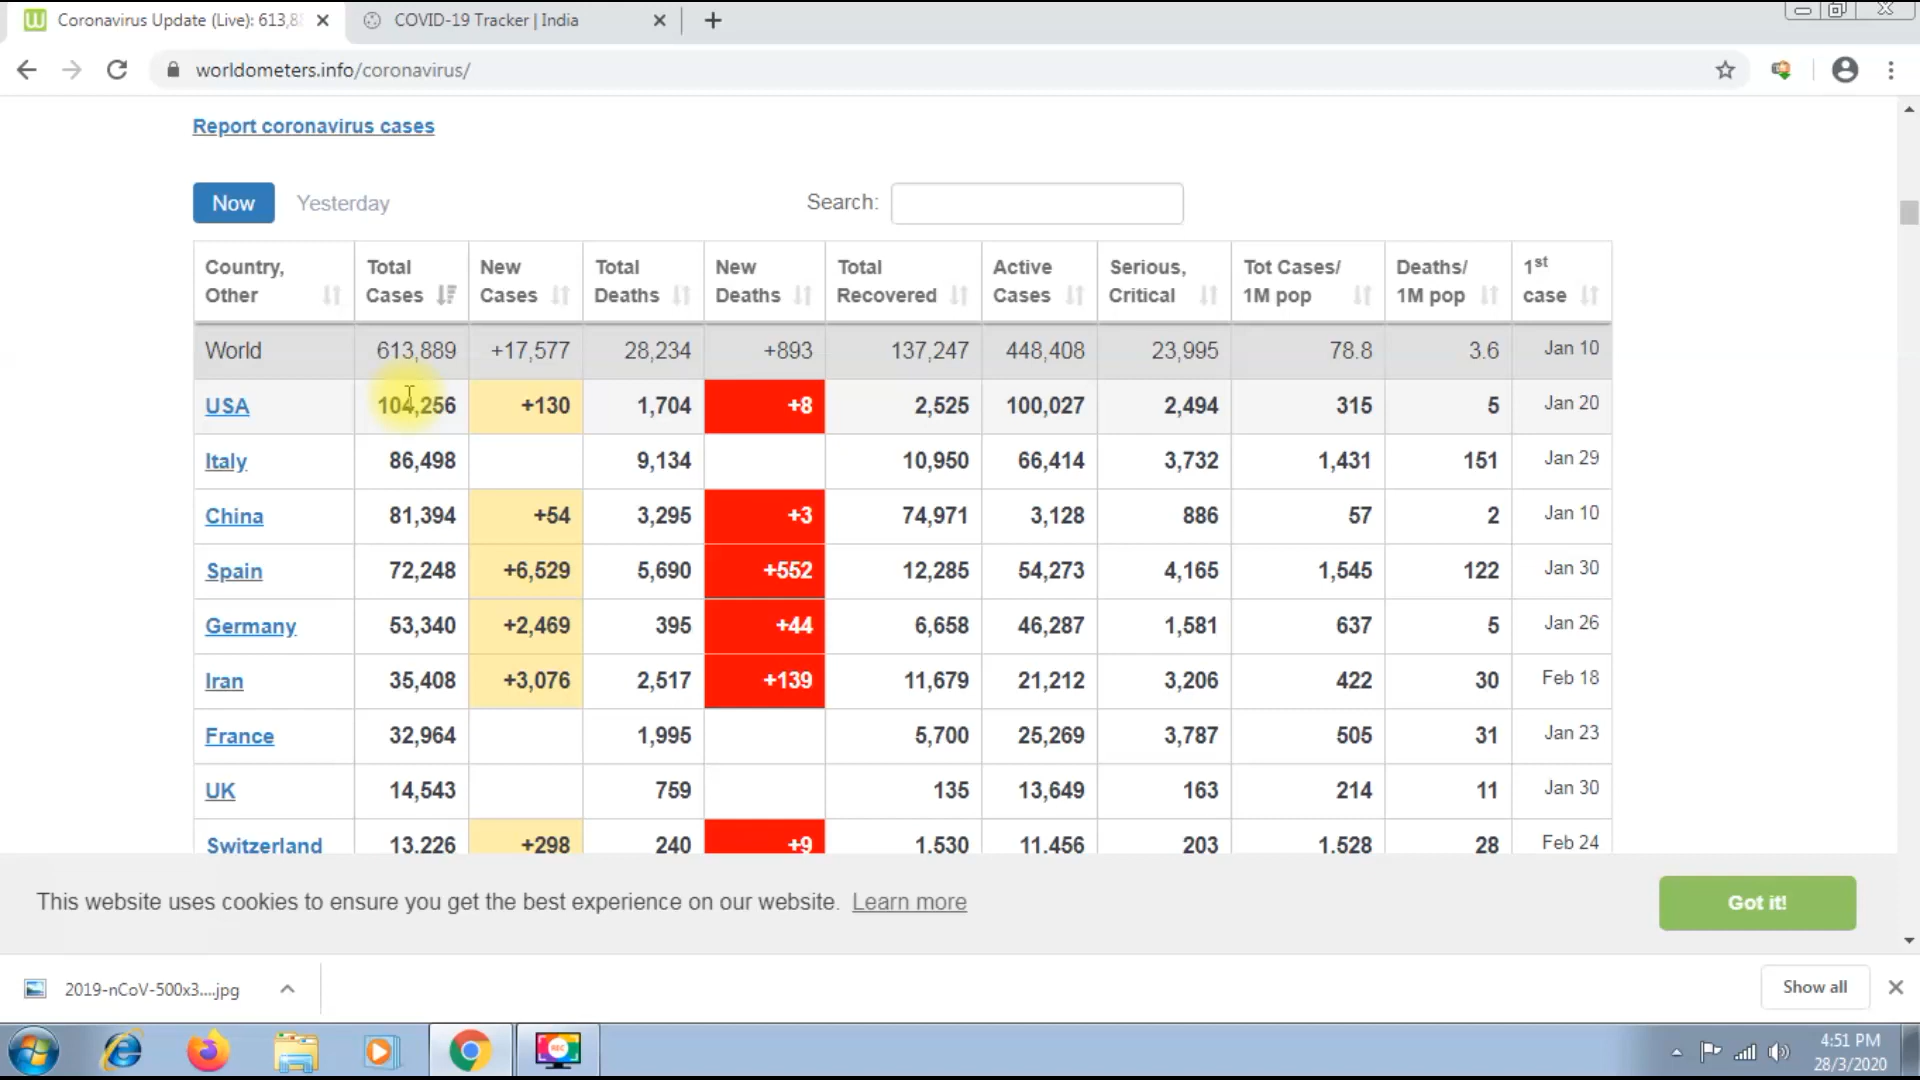 Coronavirus Update (Live): 613,8
COVID-19 Tracker | India
worldometers.info/coronavirus/
Report coronavirus cases
Now Yesterday Search:
Country, Other Total Cases New Cases Total Deaths New Deaths Total Recovered Active Cases Serious, Critical Tot Cases/ 1M pop Deaths/ 1M pop 1st case
World 613,889 +17,577 28,234 +893 137,247 448,408 23,995 78.8 3.6 Jan 10
USA 104,256 +130 1,704 +8 2,525 100,027 2,494 315 5 Jan 20
Italy 86,498 9,134 10,950 66,414 3,732 1,431 151 Jan 29
China 81,394 +54 3,295 +3 74,971 3,128 886 57 2 Jan 10
Spain 72,248 +6,529 5,690 +552 12,285 54,273 4,165 1,545 122 Jan 30
Germany 53,340 +2,469 395 +44 6,658 46,287 1,581 637 5 Jan 26
Iran 35,408 +3,076 2,517 +139 11,679 21,212 3,206 422 30 Feb 18
France 32,964 1,995 5,700 25,269 3,787 505 31 Jan 23
UK 14,543 759 135 13,649 163 214 11 Jan 30
Switzerland 13,226 +298 240 +9 1,530 11,456 203 1,528 28 Feb 24
This website uses cookies to ensure you get the best experience on our website. Learn more
Got it!
2019-nCoV-500x3....jpg
Show all
REC
4:51 PM
28/3/2020